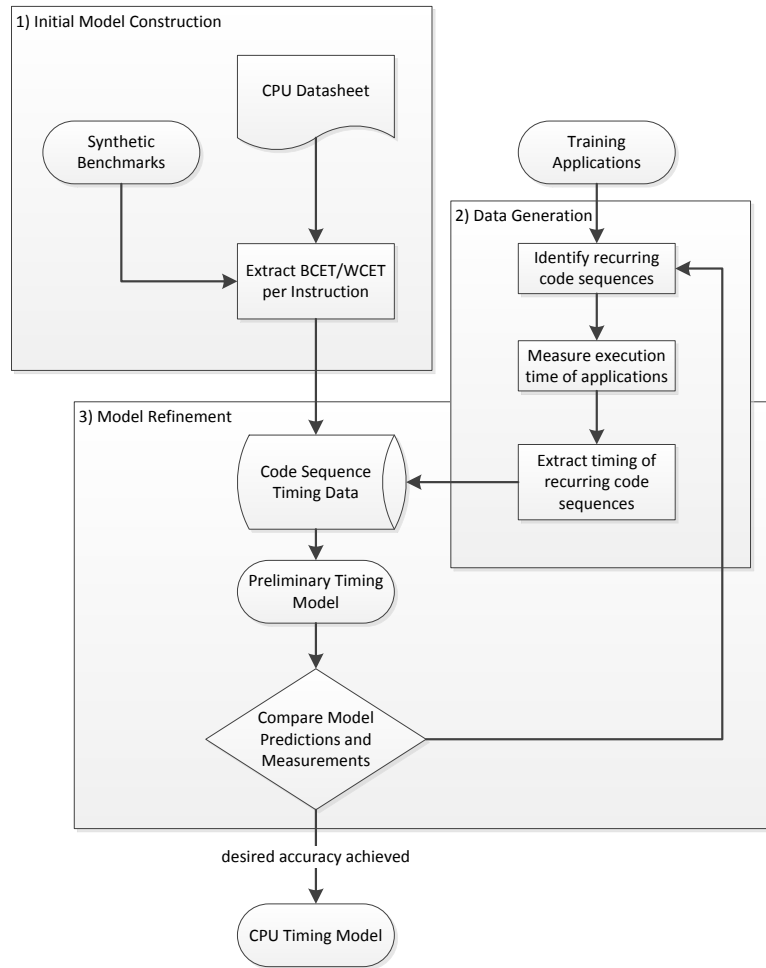 1) Initial Model Construction
CPU Datasheet
Synthetic
Benchmarks
Extract BCET/WCET
per Instruction
Training
Applications
2) Data Generation
Identify recurring
code sequences
Measure execution
time of applications
Extract timing of
recurring code
sequences
3) Model Refinement
Code Sequence
Timing Data
Preliminary Timing
Model
Compare Model
Predictions and
Measurements
desired accuracy achieved
CPU Timing Model